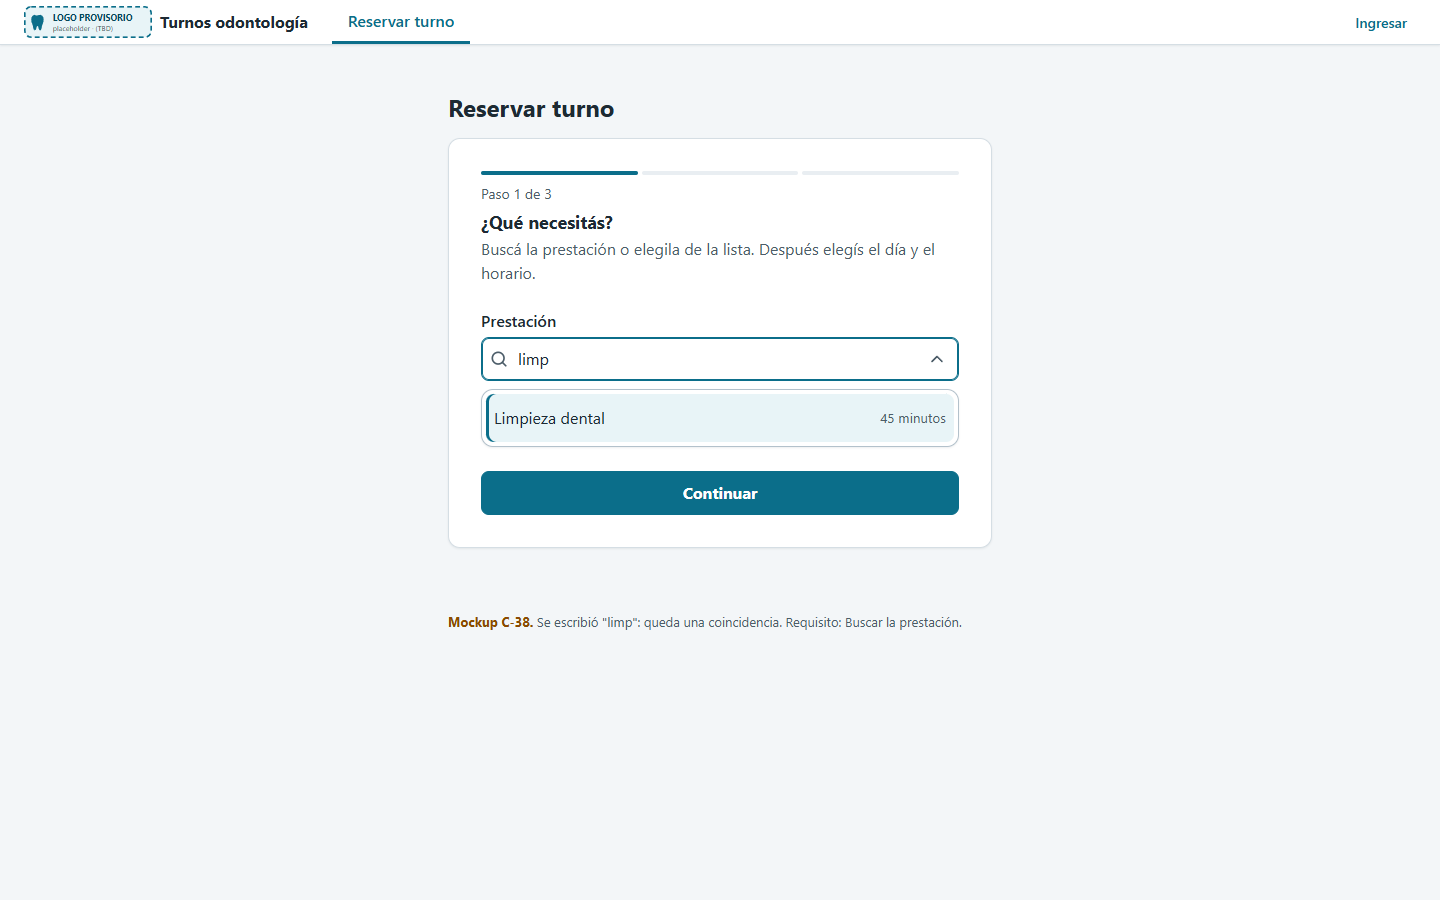 LOGO PROVISORIO
placeholder · (TBD)
Turnos odontología
Reservar turno
Ingresar
Reservar turno
Paso 1 de 3
¿Qué necesitás?
Buscá la prestación o elegila de la lista. Después elegís el día y el
horario.
Prestación
limp
Limpieza dental
45 minutos
Continuar
Mockup C-38. Se escribió "limp": queda una coincidencia. Requisito: Buscar la prestación.